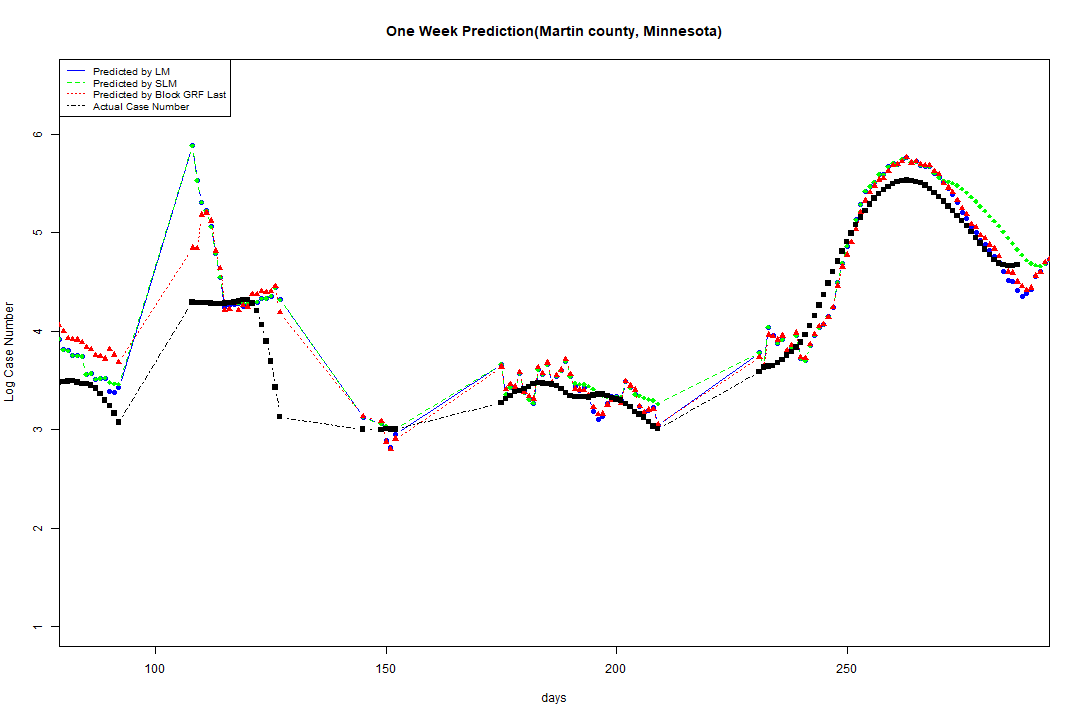 One Week Prediction(Martin county, Minnesota)
Predicted by LM
Predicted by SLM
Predicted by Block GRF Last
Actual Case Number
Log Case Number
6
5
4
3
2
1
100 150 200 250
days